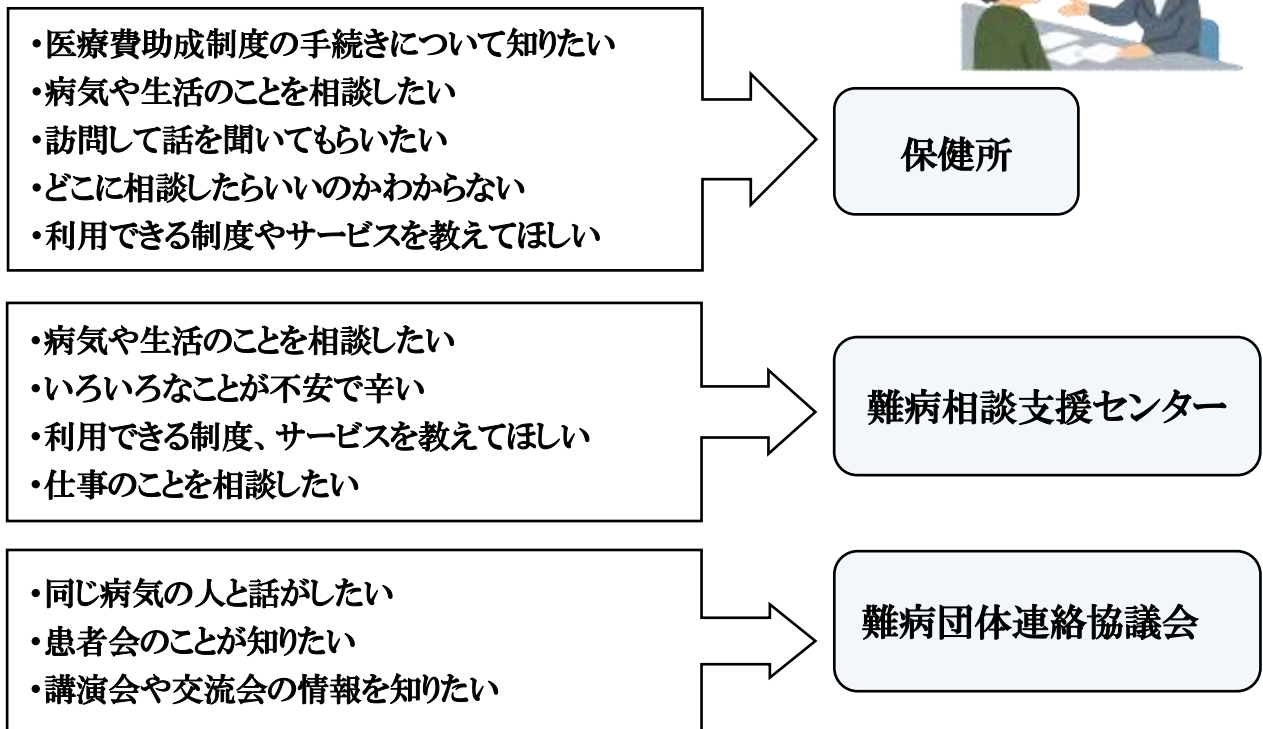 ・医療費助成制度の手続きについて知りたい
・病気や生活のことを相談したい
・訪問して話を聞いてもらいたい
・どこに相談したらいいのかわからない
・利用できる制度やサービスを教えてほしい
保健所
・病気や生活のことを相談したい
・いろいろなことが不安で辛い
・利用できる制度、サービスを教えてほしい
・仕事のことを相談したい
難病相談支援センター
・同じ病気の人と話がしたい
・患者会のことが知りたい
・講演会や交流会の情報を知りたい
難病団体連絡協議会